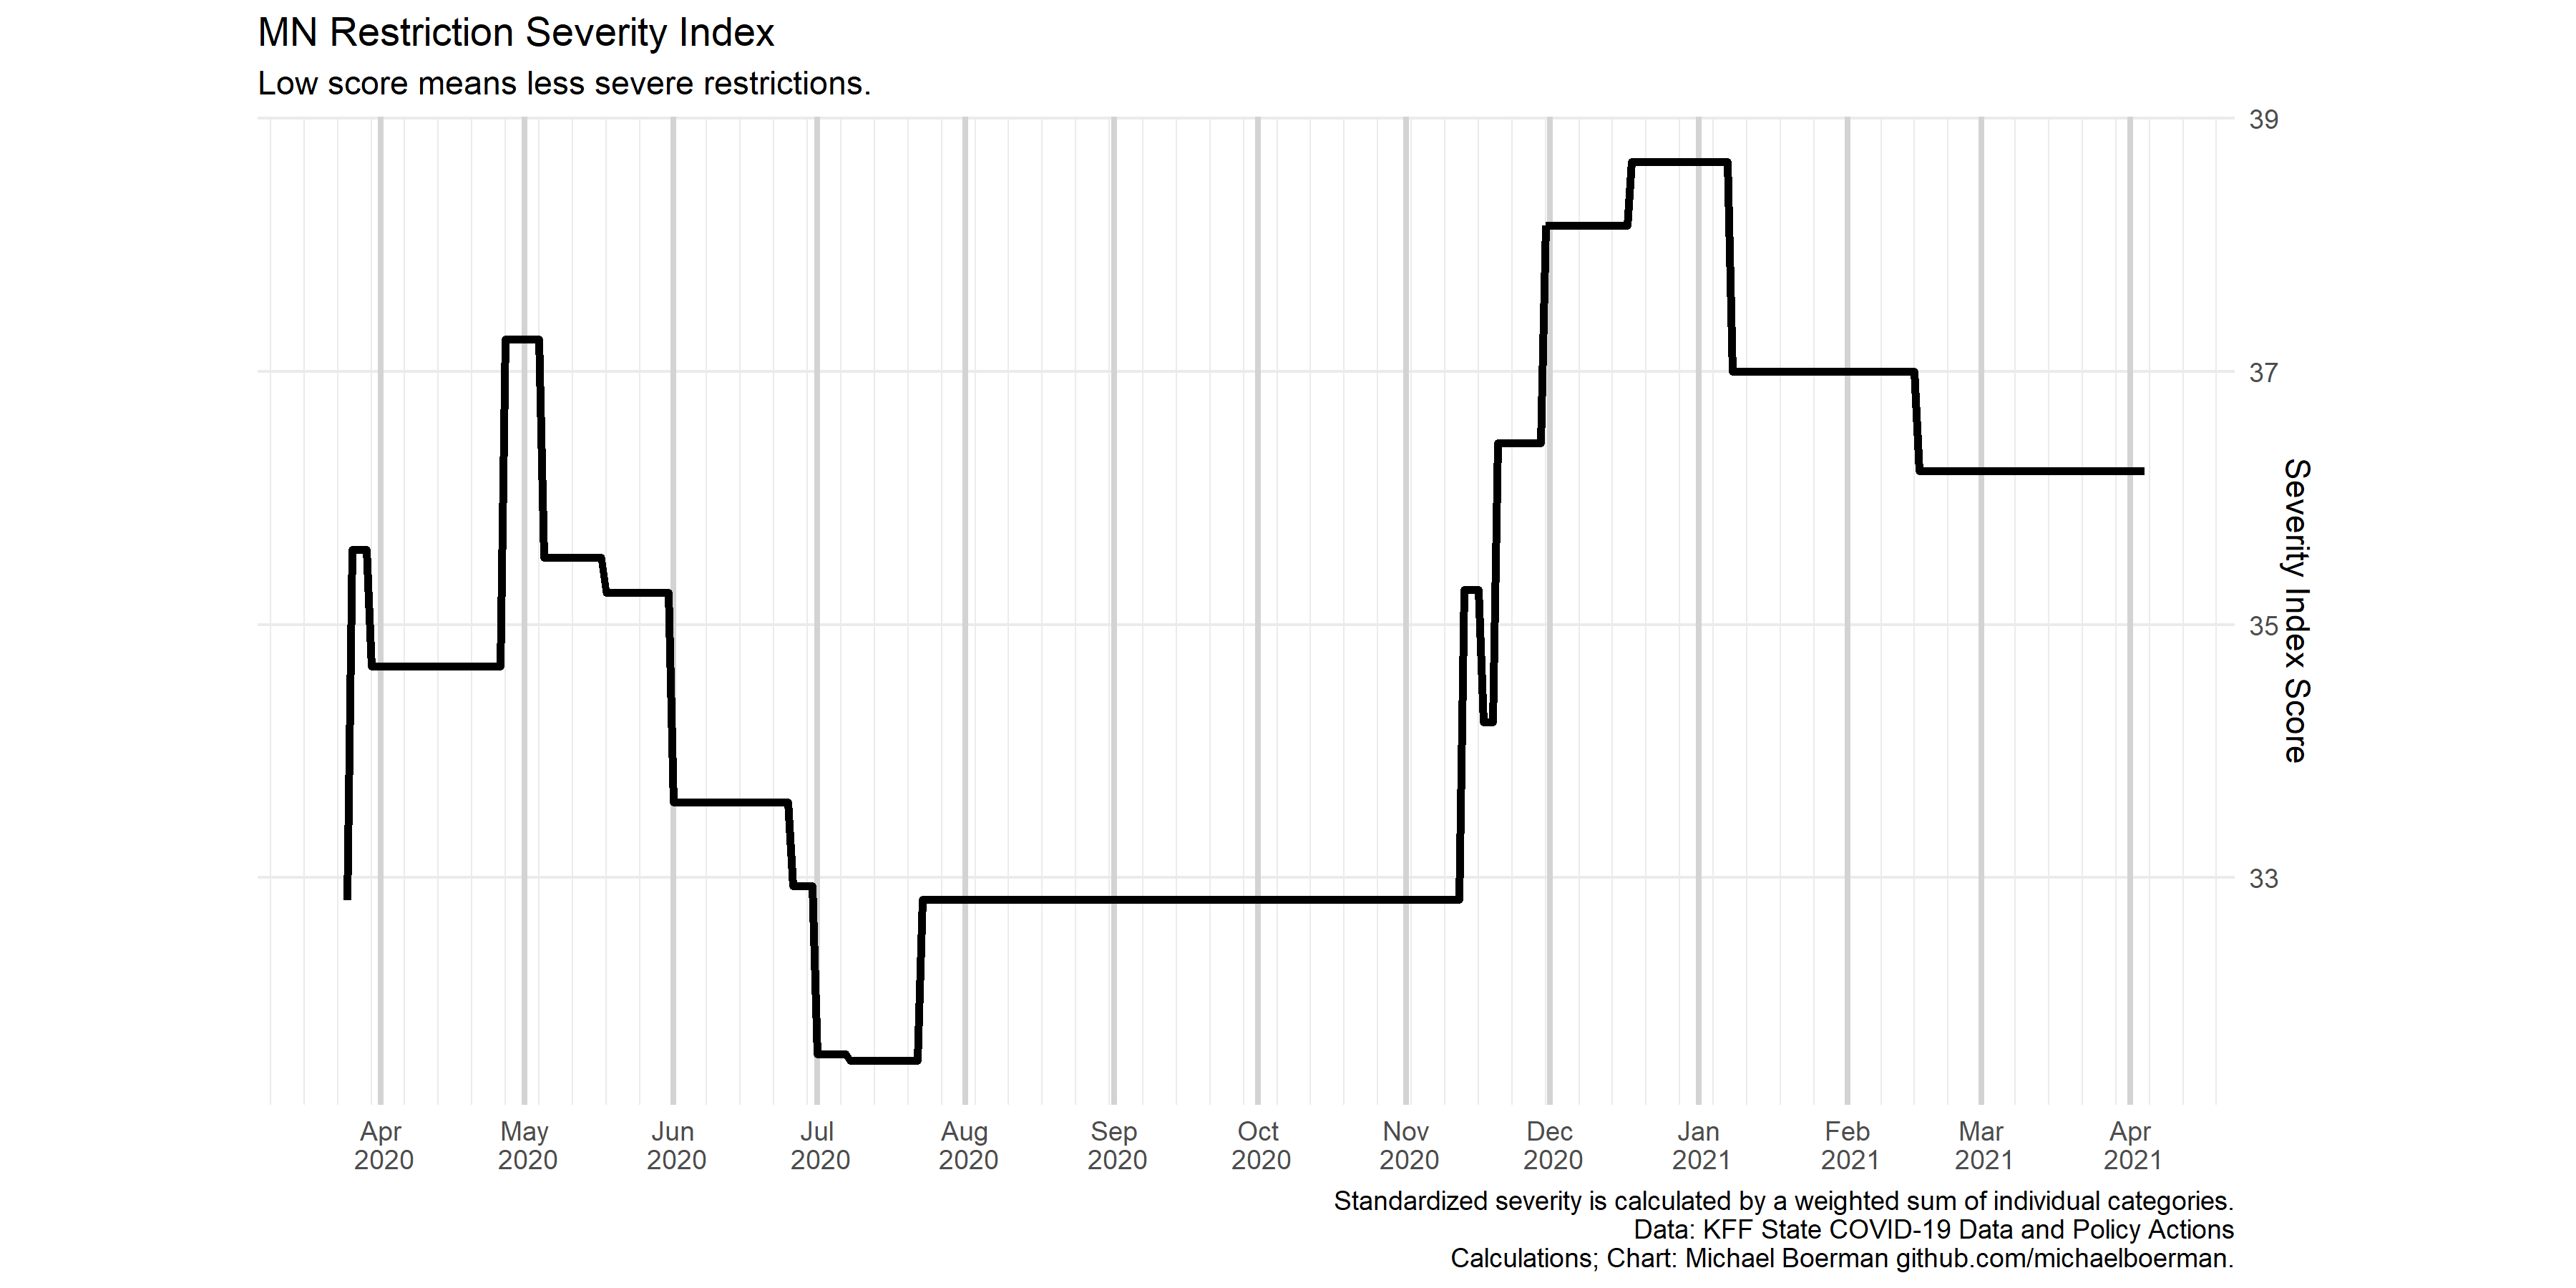 MN Restriction Severity Index
Low score means less severe restrictions.
39
37
35
33
Severity Index Score
Apr 2020
May 2020
Jun 2020
Jul 2020
Aug 2020
Sep 2020
Oct 2020
Nov 2020
Dec 2020
Jan 2021
Feb 2021
Mar 2021
Apr 2021
Standardized severity is calculated by a weighted sum of individual categories.
Data: KFF State COVID-19 Data and Policy Actions
Calculations; Chart: Michael Boerman github.com/michaelboerman.